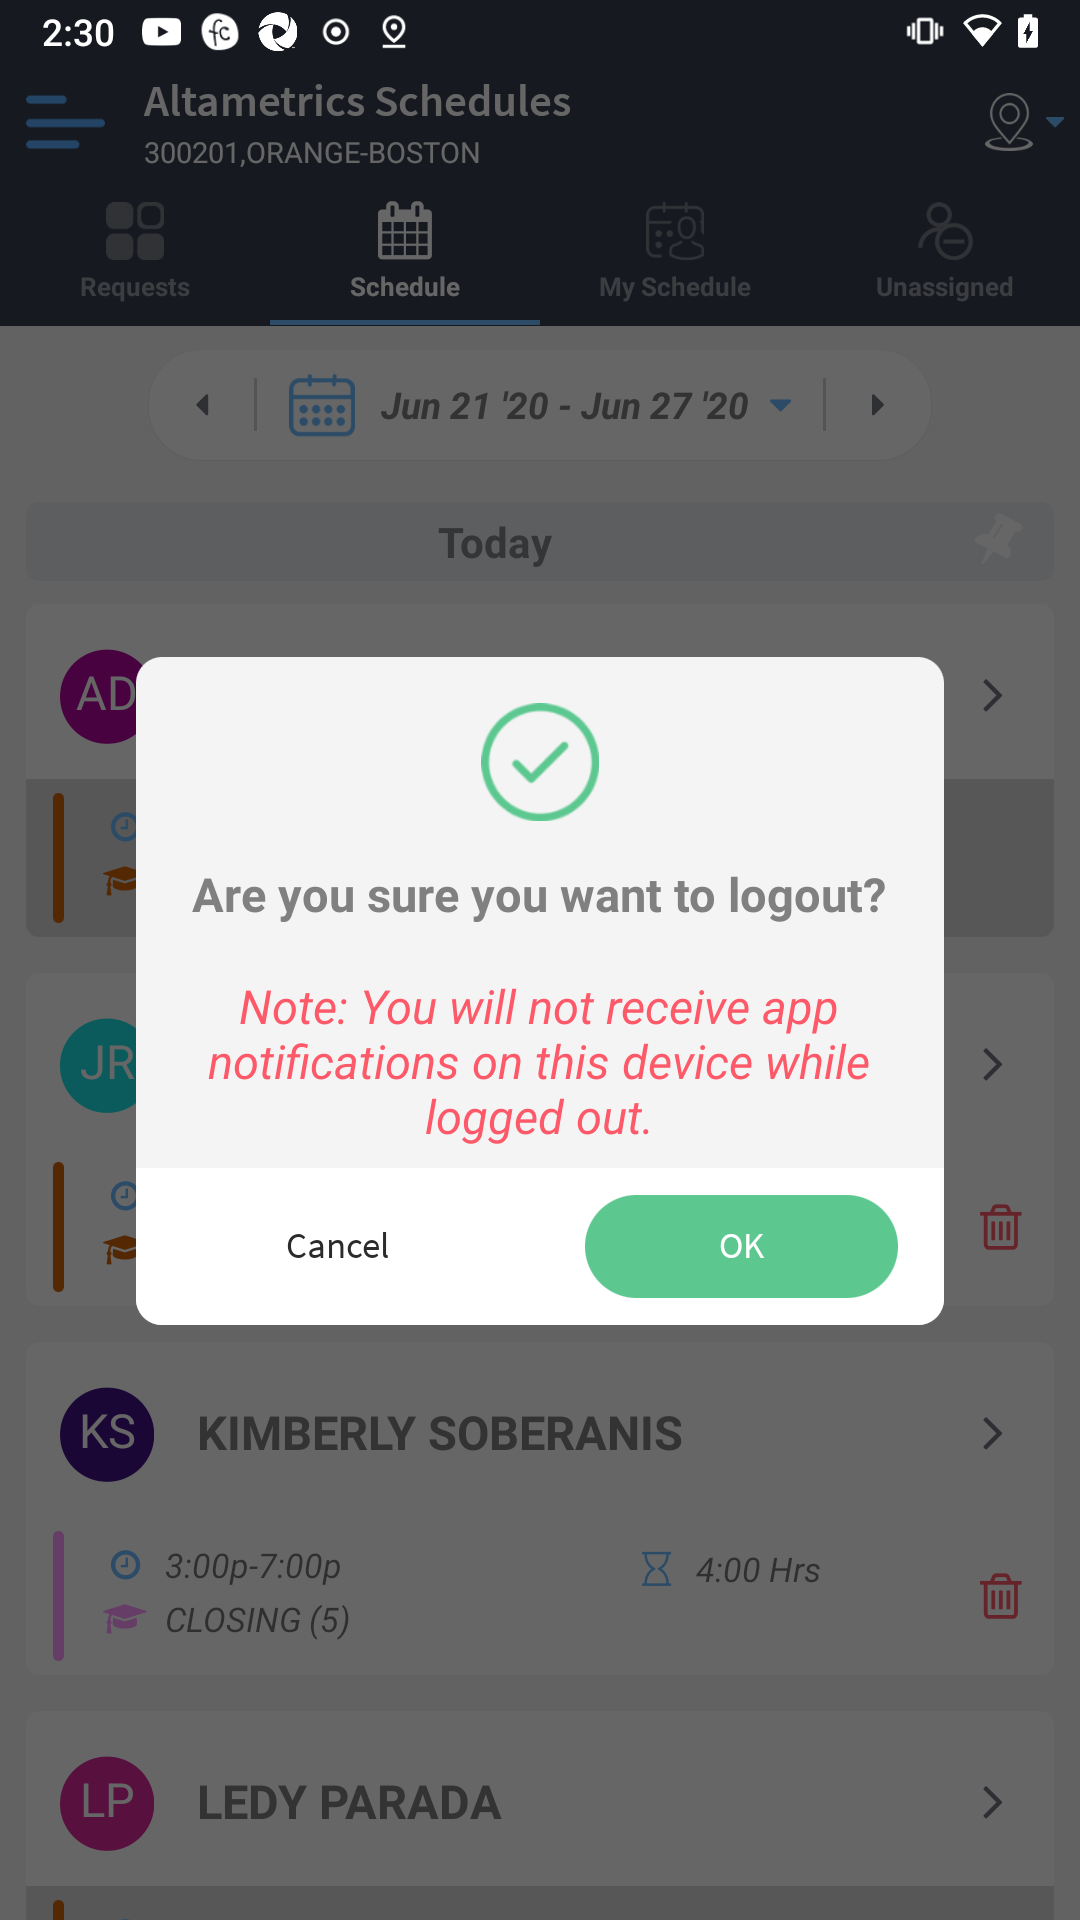 2:30
Altametrics Schedules
300201,ORANGE-BOSTON
Requests
Schedule
My Schedule
Unassigned
Jun 21 '20 - Jun 27 '20
Today
AD
Are you sure you want to logout?
Note: You will not receive app
notifications on this device while
logged out.
JR
Cancel
OK
KS
KIMBERLY SOBERANIS
3:00p-7:00p
4:00 Hrs
CLOSING (5)
LP
LEDY PARADA